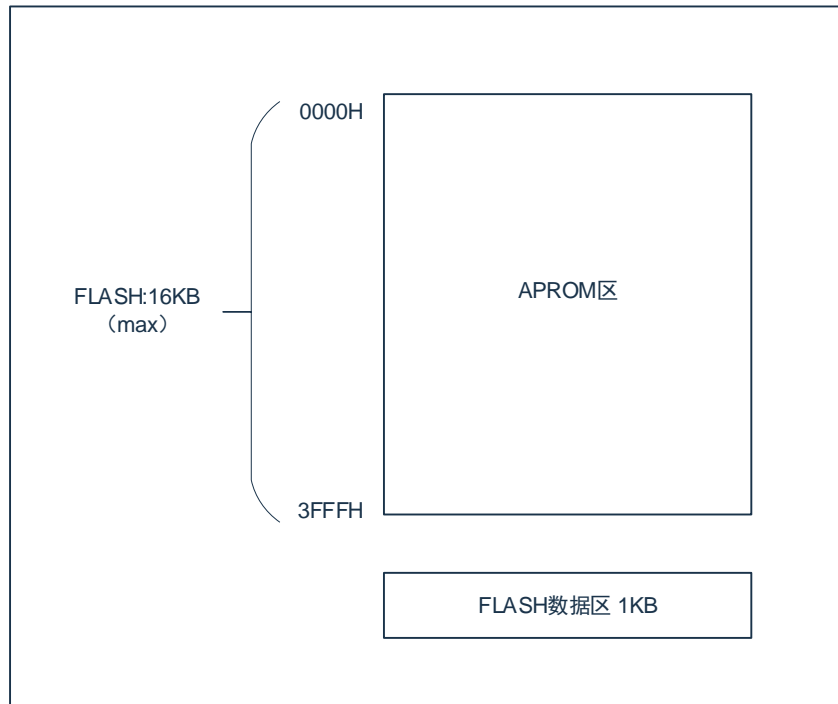 0000H
APROM区
FLASH:16KB
（max）
3FFFH
FLASH数据区 1KB